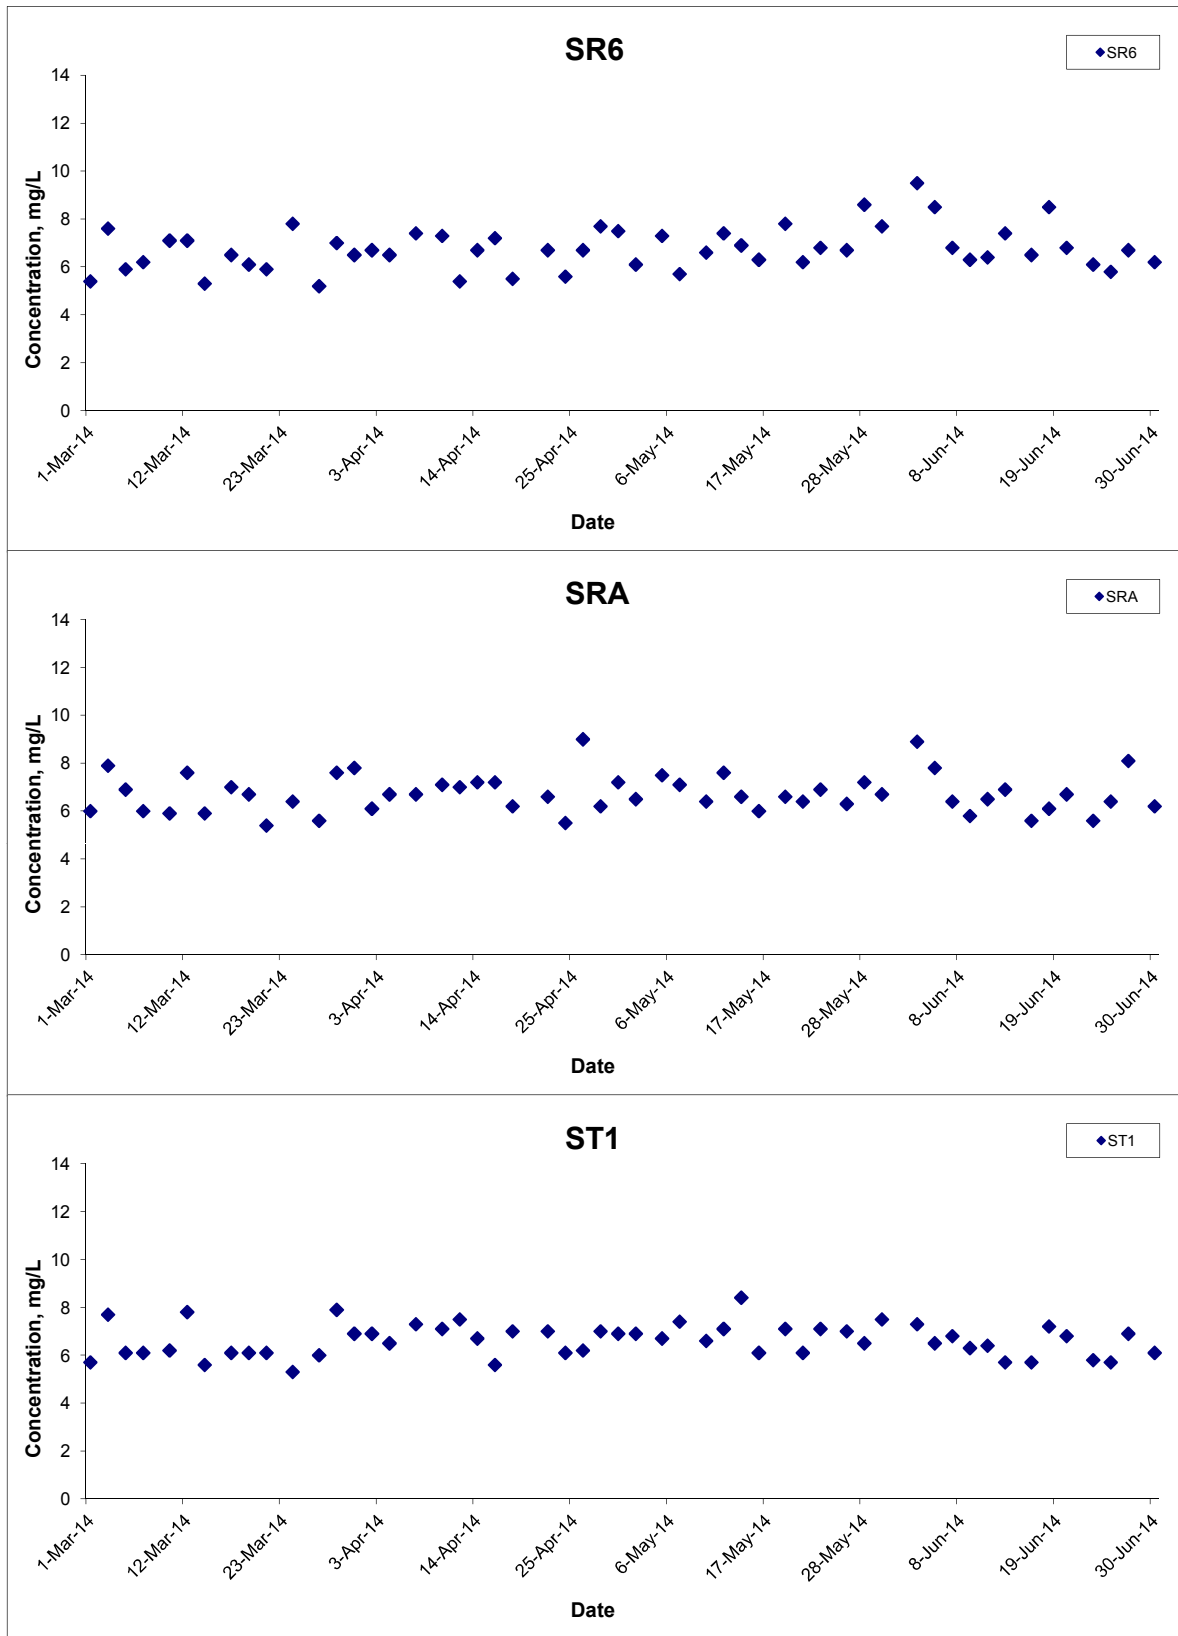 SR6
SR6
14
12
10
8
6
4
2
0
Concentration, mg/L
1-Mar-14
12-Mar-14
23-Mar-14
3-Apr-14
14-Apr-14
25-Apr-14
6-May-14
17-May-14
28-May-14
8-Jun-14
19-Jun-14
30-Jun-14
Date
SRA
SRA
14
12
10
8
6
4
2
0
Concentration, mg/L
1-Mar-14
12-Mar-14
23-Mar-14
3-Apr-14
14-Apr-14
25-Apr-14
6-May-14
17-May-14
28-May-14
8-Jun-14
19-Jun-14
30-Jun-14
Date
ST1
ST1
14
12
10
8
6
4
2
0
Concentration, mg/L
1-Mar-14
12-Mar-14
23-Mar-14
3-Apr-14
14-Apr-14
25-Apr-14
6-May-14
17-May-14
28-May-14
8-Jun-14
19-Jun-14
30-Jun-14
Date